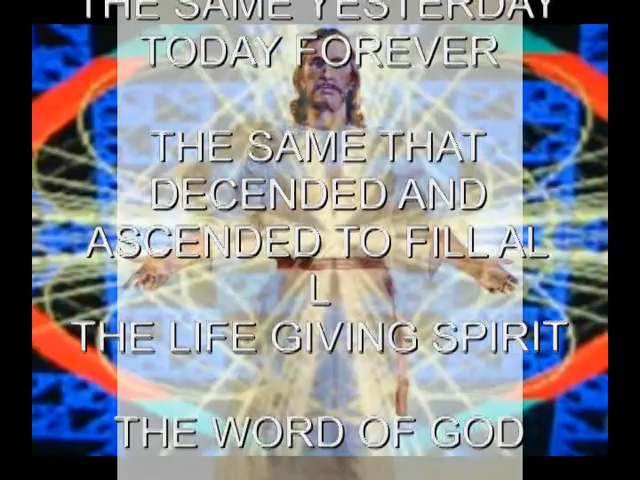 THE SAME YESTERDAY
TODAY FOREVER
THE SAME THAT
DECENDED AND
ASCENDED TO FILL AL
L
THE LIFE GIVING SPIRIT
THE WORD OF GOD